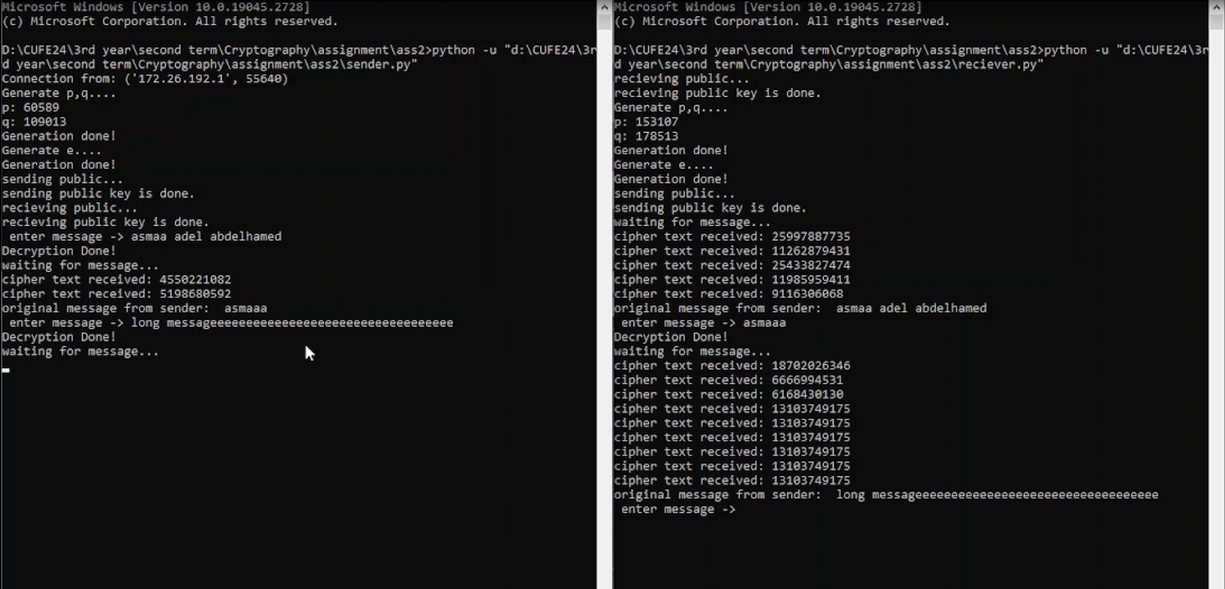 Microsoft Windows [Version 10.0.19045.2728]
(c) Microsoft Corporation. All rights reserved.
D:\CUFE24\3rd year\second term\Cryptography\assignment\ass2>python -u "d:\CUFE24\3r
d year\second term\Cryptography\assignment\ass2\sender.py"
Connection from: ('172.26.192.1', 55640)
Generate p,q....
p: 60589
q: 109013
Generation done!
Generate e....
Generation done!
sending public...
sending public key is done.
recieving public...
recieving public key is done.
enter message -> asmaa adel abdelhamed
Decryption Done!
waiting for message...
cipher text received: 4550221082
cipher text received: 5198680592
original message from sender:  asmaaa
enter message -> long messageeeeeeeeeeeeeeeeeeeeeeeeeeeeeeeeeee
Decryption Done!
waiting for message...
Microsoft Windows [Version 10.0.19045.2728]
(c) Microsoft Corporation. All rights reserved.
D:\CUFE24\3rd year\second term\Cryptography\assignment\ass2>python -u "d:\CUFE24\3r
d year\second term\Cryptography\assignment\ass2\reciever.py"
recieving public...
recieving public key is done.
Generate p,q....
p: 153107
q: 178513
Generation done!
Generate e....
Generation done!
sending public...
sending public key is done.
waiting for message...
cipher text received: 25997887735
cipher text received: 11262879431
cipher text received: 25433827474
cipher text received: 11985959411
cipher text received: 9116306068
original message from sender:  asmaa adel abdelhamed
enter message -> asmaaa
Decryption Done!
waiting for message...
cipher text received: 18702026346
cipher text received: 6666994531
cipher text received: 6168430130
cipher text received: 13103749175
cipher text received: 13103749175
cipher text received: 13103749175
cipher text received: 13103749175
cipher text received: 13103749175
cipher text received: 13103749175
original message from sender:  long messageeeeeeeeeeeeeeeeeeeeeeeeeeeeeeeeeee
enter message ->